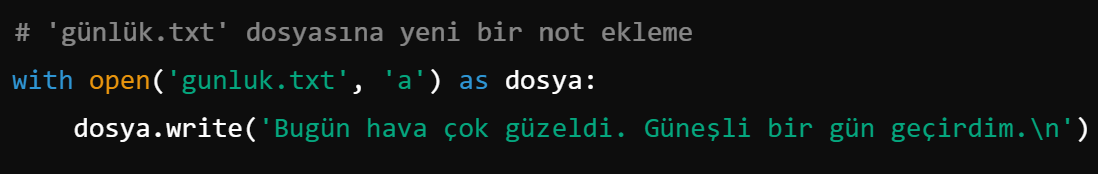 # 'günlük.txt' dosyasına yeni bir not ekleme
with open('gunluk.txt', 'a') as dosya:
    dosya.write('Bugün hava çok güzeldi. Güneşli bir gün geçirdim.\n')